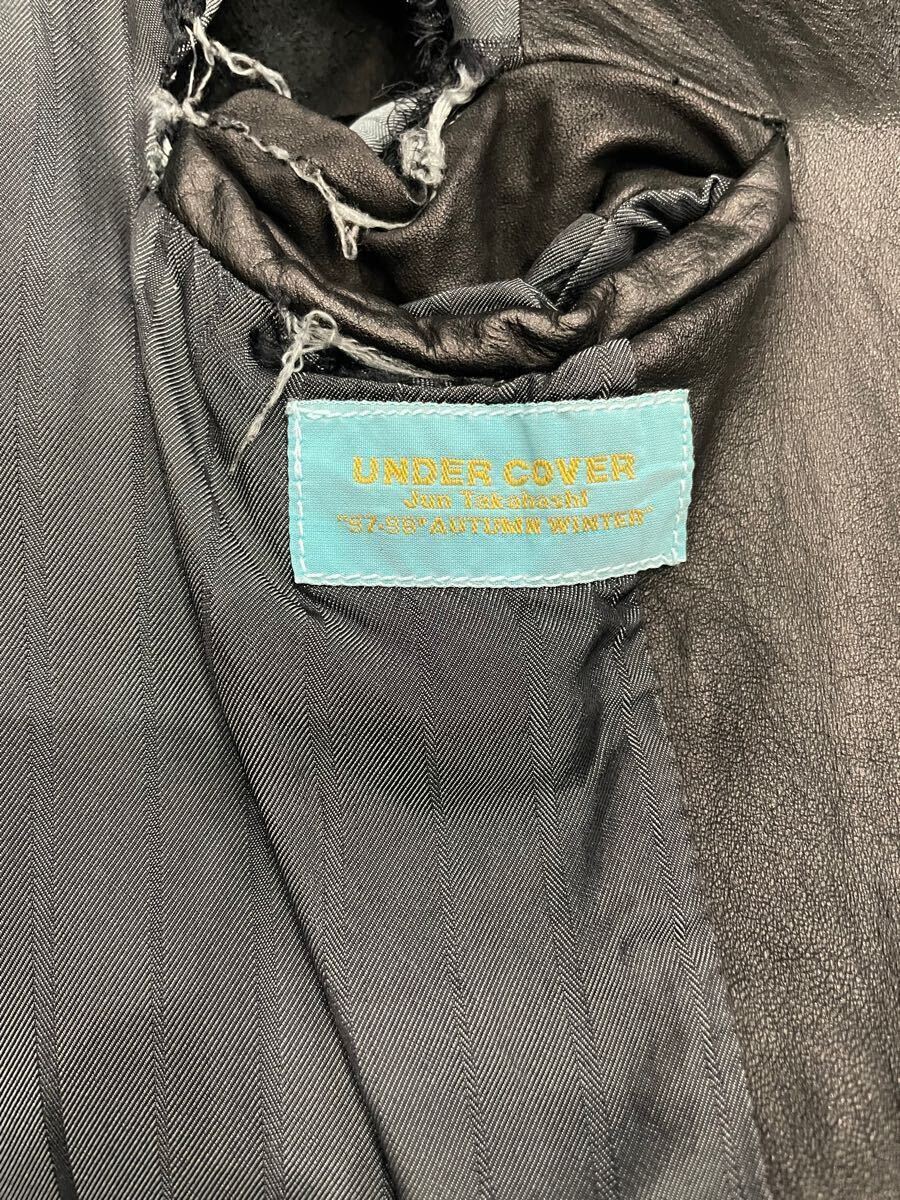 UNDER COVER
Jun Takahashi
"97-98" AUTUMN WINTER"